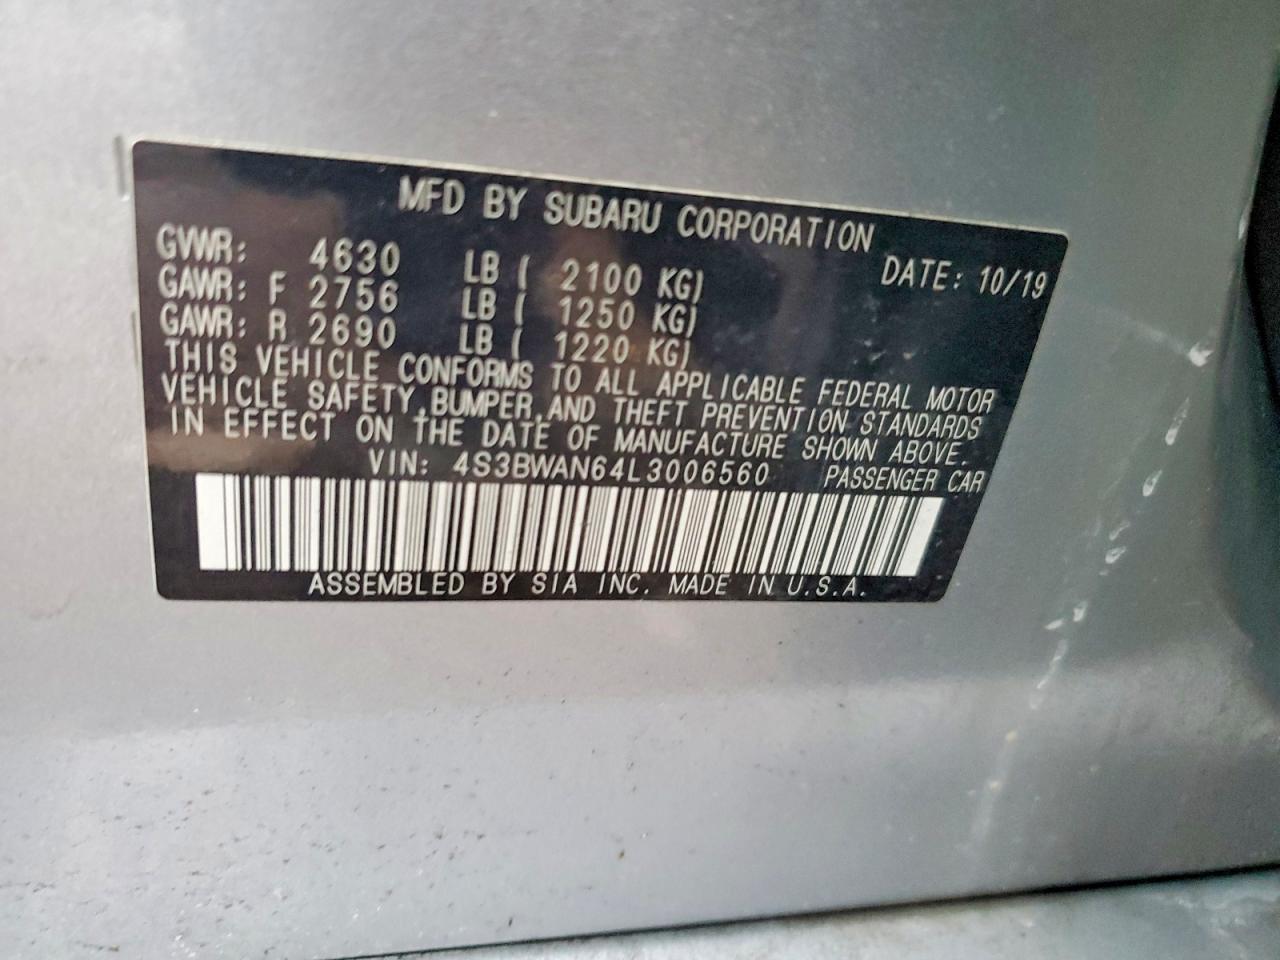 MFD BY SUBARU CORPORATION
GVWR: 4630 LB ( 2100 KG) DATE: 10/19
GAWR: F 2756 LB ( 1250 KG)
GAWR: R 2690 LB ( 1220 KG)
THIS VEHICLE CONFORMS TO ALL APPLICABLE FEDERAL MOTOR
VEHICLE SAFETY,BUMPER,AND THEFT PREVENTION STANDARDS
IN EFFECT ON THE DATE OF MANUFACTURE SHOWN ABOVE.
VIN: 4S3BWAN64L3006560 PASSENGER CAR
ASSEMBLED BY SIA INC. MADE IN U.S.A.